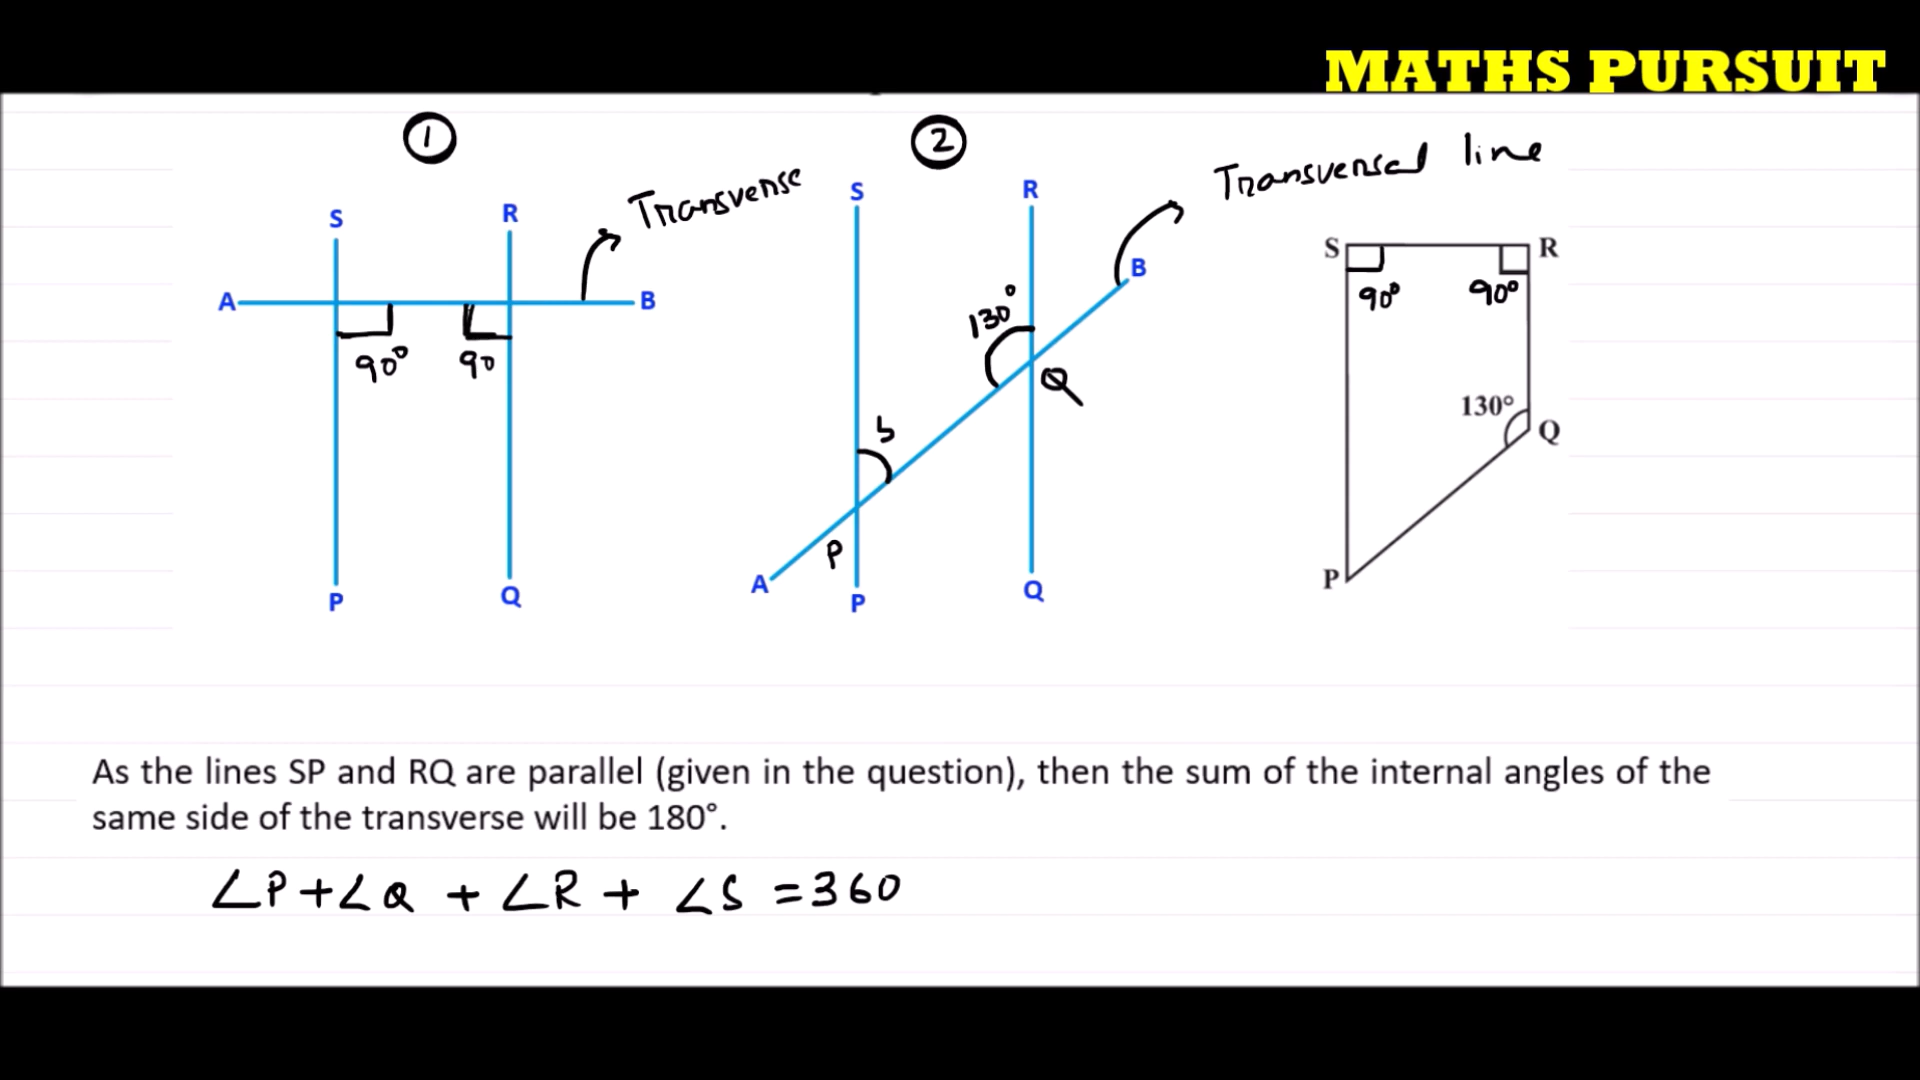 MATHS PURSUIT
1
2
Transverse
Transversal line
S
R
A
B
90°
90
P
Q
S
R
B
130°
Q
b
P
A
P
Q
S
R
90°
90°
130°
Q
P
As the lines SP and RQ are parallel (given in the question), then the sum of the internal angles of the
same side of the transverse will be 180°.
∠P+∠Q + ∠R + ∠S = 360